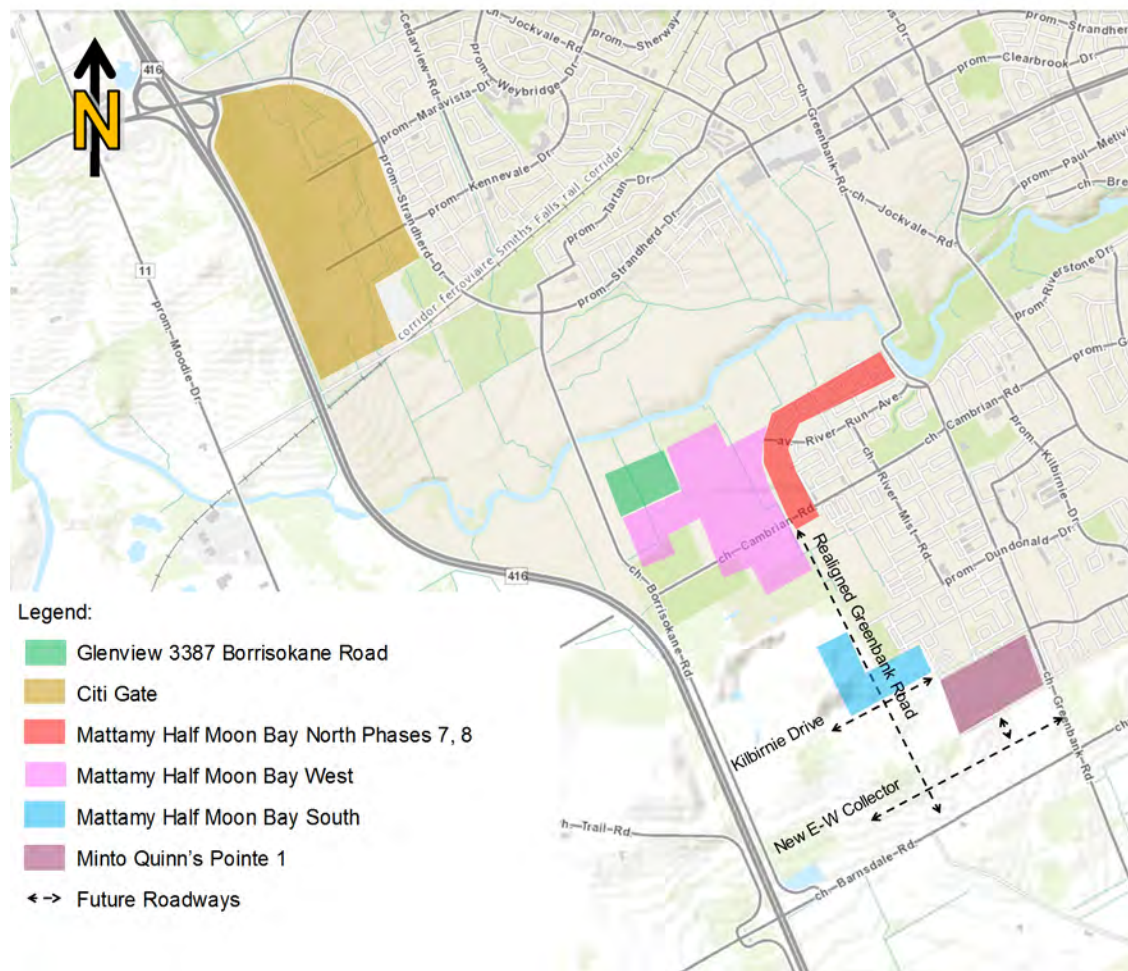 N
416
Cedarview-Rd
ch-Jockvale-Rd
prom-Sherway
prom-Maravista-Dr
prom-Weybridge-Dr
prom-Kennevale-Dr
prom-Strandherd-Dr
corridor ferroviaire Smiths Falls rail corridor
prom-Tartan Dr
prom-Strandherd-Dr
ch-Greenbank-Rd
prom-Strandherd
prom-Clearbrook Dr
prom-Paul-Metivi
ch-Bre
ch-Jockvale-Rd
prom-Riverstone-Dr
11
prom-Moodie-Dr
416
ch-Borrisokane-Rd
ch-Cambrian-Rd
av-River-Run-Ave
ch-Cambrian-Rd
prom-G
ch-River-Mist-Rd
prom-Kilbirnie-Dr
prom-Dundonald-Dr
Realigned Greenbank Road
Kilbirnie Drive
New E-W Collector
ch-Greenbank-Rd
ch-Barnsdale-Rd
h-Trail-Rd
Legend:
Glenview 3387 Borrisokane Road
Citi Gate
Mattamy Half Moon Bay North Phases 7, 8
Mattamy Half Moon Bay West
Mattamy Half Moon Bay South
Minto Quinn's Pointe 1
Future Roadways